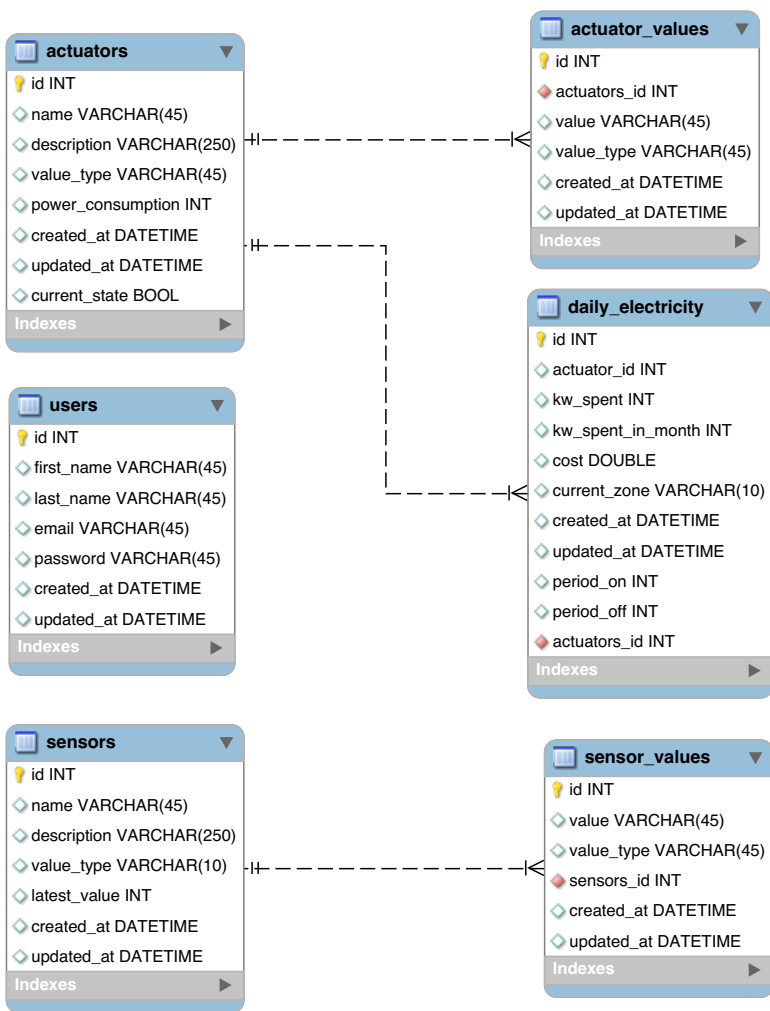 actuators
id INT
name VARCHAR(45)
description VARCHAR(250)
value_type VARCHAR(45)
power_consumption INT
created_at DATETIME
updated_at DATETIME
current_state BOOL
Indexes
users
id INT
first_name VARCHAR(45)
last_name VARCHAR(45)
email VARCHAR(45)
password VARCHAR(45)
created_at DATETIME
updated_at DATETIME
Indexes
sensors
id INT
name VARCHAR(45)
description VARCHAR(250)
value_type VARCHAR(10)
latest_value INT
created_at DATETIME
updated_at DATETIME
Indexes
actuator_values
id INT
actuators_id INT
value VARCHAR(45)
value_type VARCHAR(45)
created_at DATETIME
updated_at DATETIME
Indexes
daily_electricity
id INT
actuator_id INT
kw_spent INT
kw_spent_in_month INT
cost DOUBLE
current_zone VARCHAR(10)
created_at DATETIME
updated_at DATETIME
period_on INT
period_off INT
actuators_id INT
Indexes
sensor_values
id INT
value VARCHAR(45)
value_type VARCHAR(45)
sensors_id INT
created_at DATETIME
updated_at DATETIME
Indexes